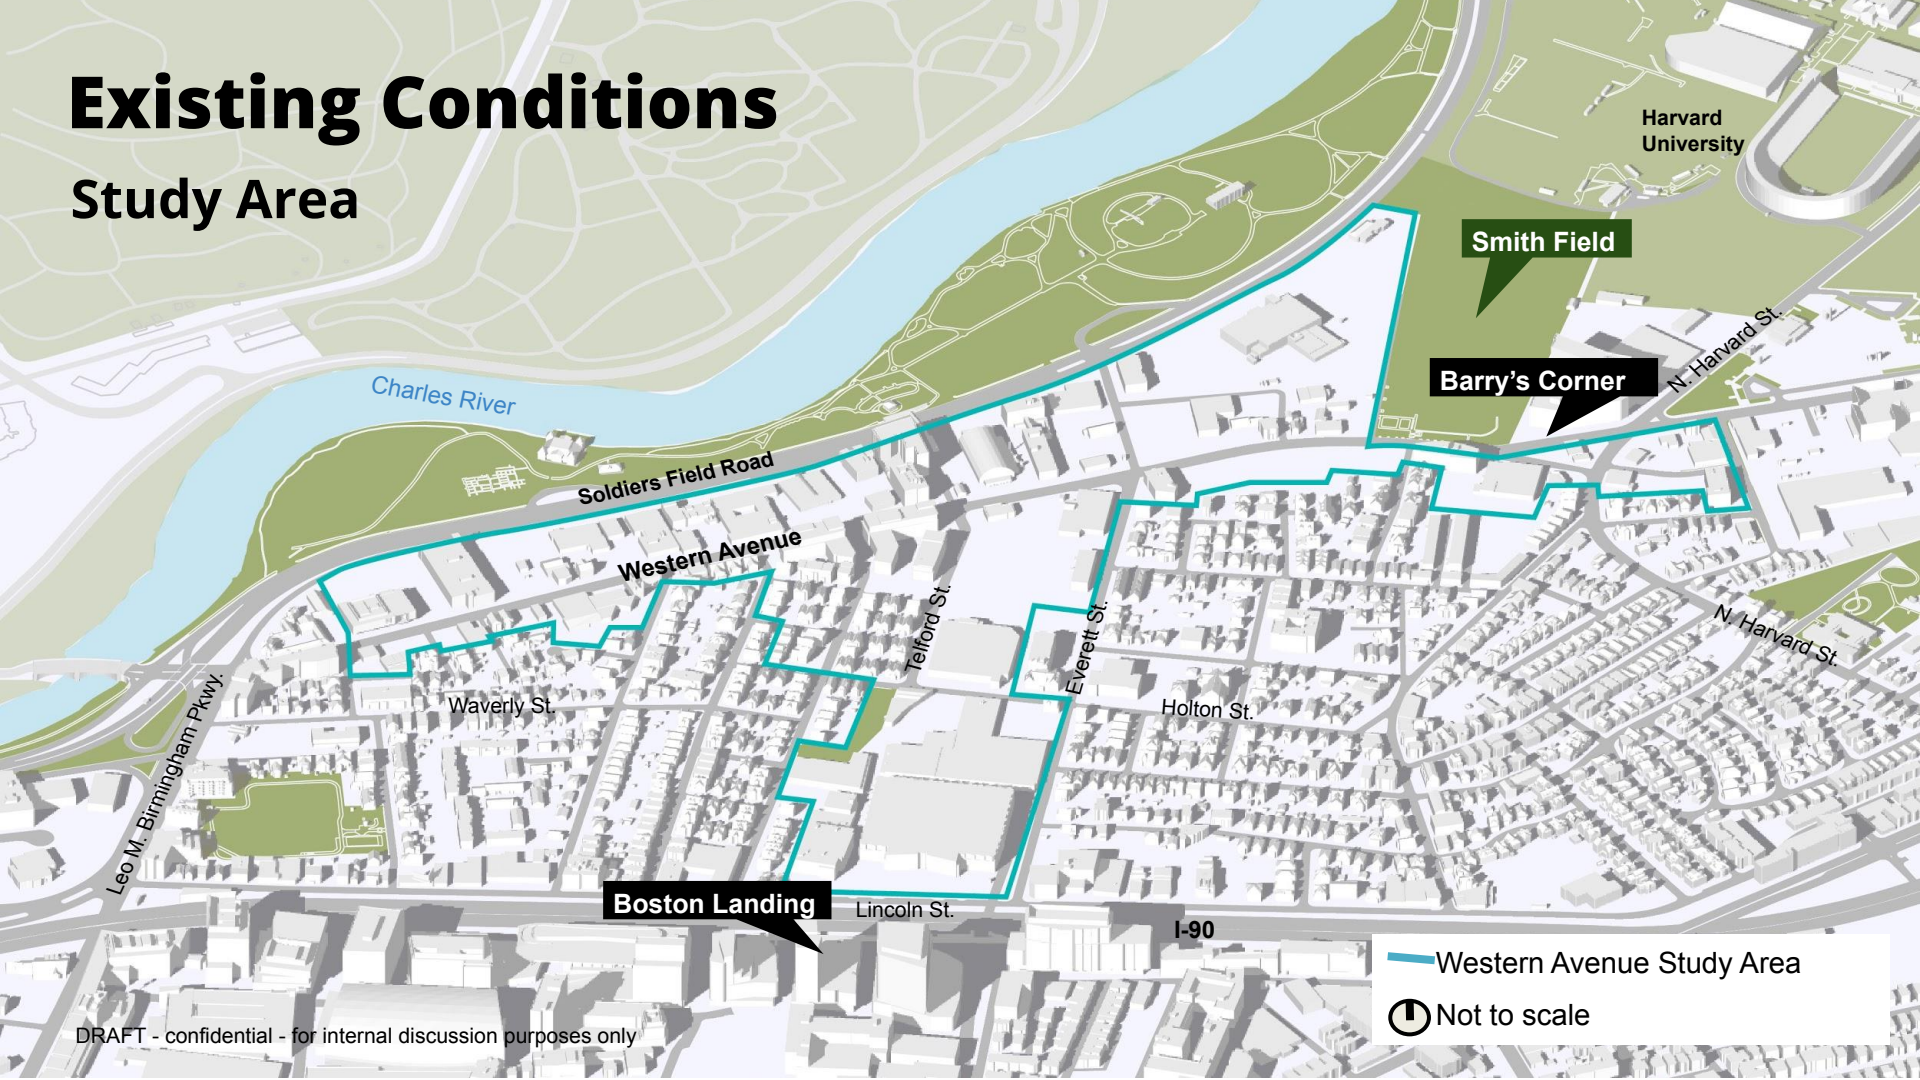 Existing Conditions
Study Area
Harvard
University
Smith Field
N. Harvard St.
Barry’s Corner
Charles River
Soldiers Field Road
Western Avenue
Telford St.
Everett St.
N. Harvard St.
Waverly St.
Holton St.
Leo M. Birmingham Pkwy.
Boston Landing
Lincoln St.
I-90
Western Avenue Study Area
Not to scale
DRAFT - confidential - for internal discussion purposes only